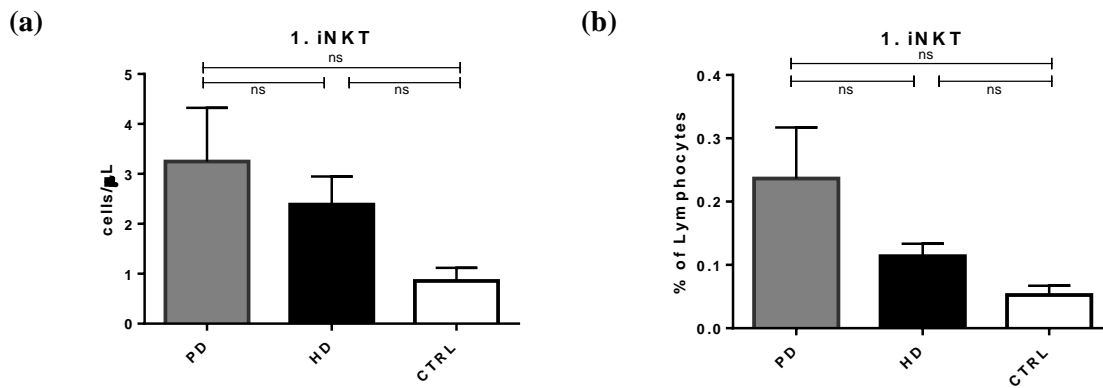 (a)
1. iNKT
ns
ns
ns
5
4
3
2
1
0
cells/μL
PD
HD
CTRL
(b)
1. iNKT
ns
ns
ns
0.4
0.3
0.2
0.1
0.0
% of Lymphocytes
PD
HD
CTRL